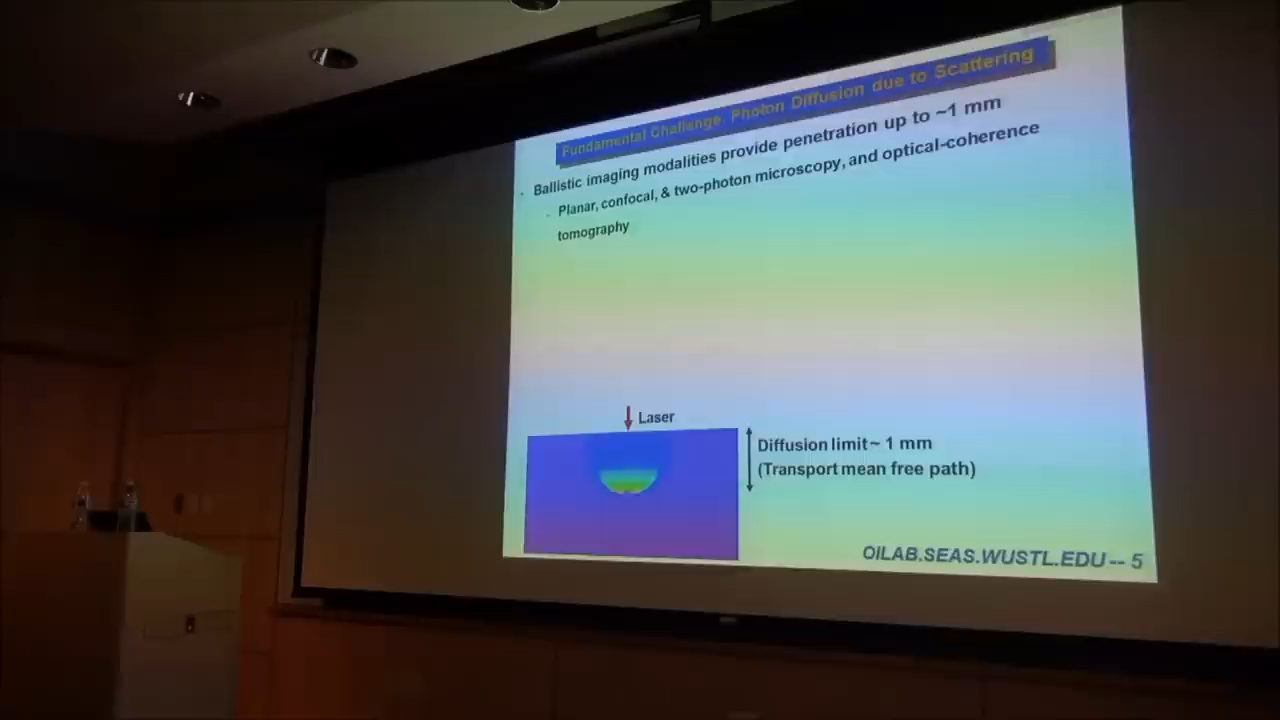 Fundamental Challenge: Photon Diffusion due to Scattering
Ballistic imaging modalities provide penetration up to ~1 mm
Planar, confocal, & two-photon microscopy, and optical-coherence
tomography
Laser
Diffusion limit~ 1 mm
(Transport mean free path)
OILAB.SEAS.WUSTL.EDU -- 5